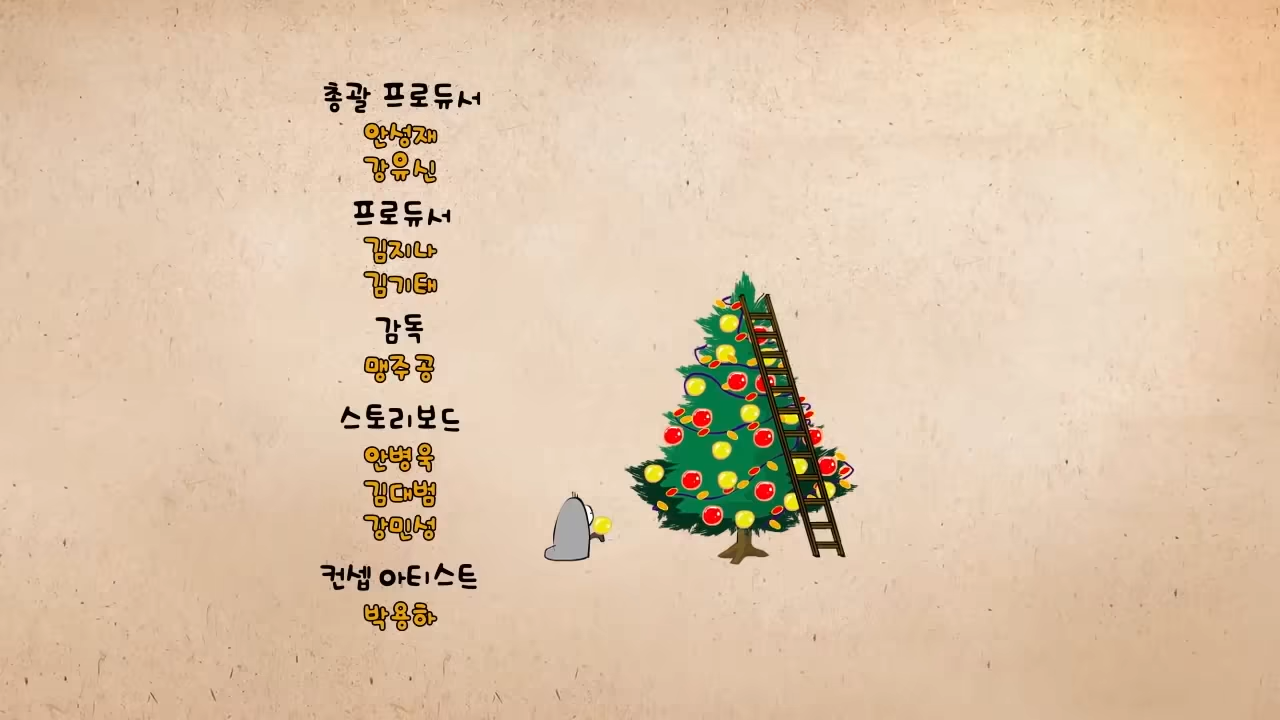 총괄 프로듀서
안성재
강유신
프로듀서
김지나
김기태
감독
맹주공
스토리보드
안병욱
김대범
강민성
컨셉 아티스트
박용하